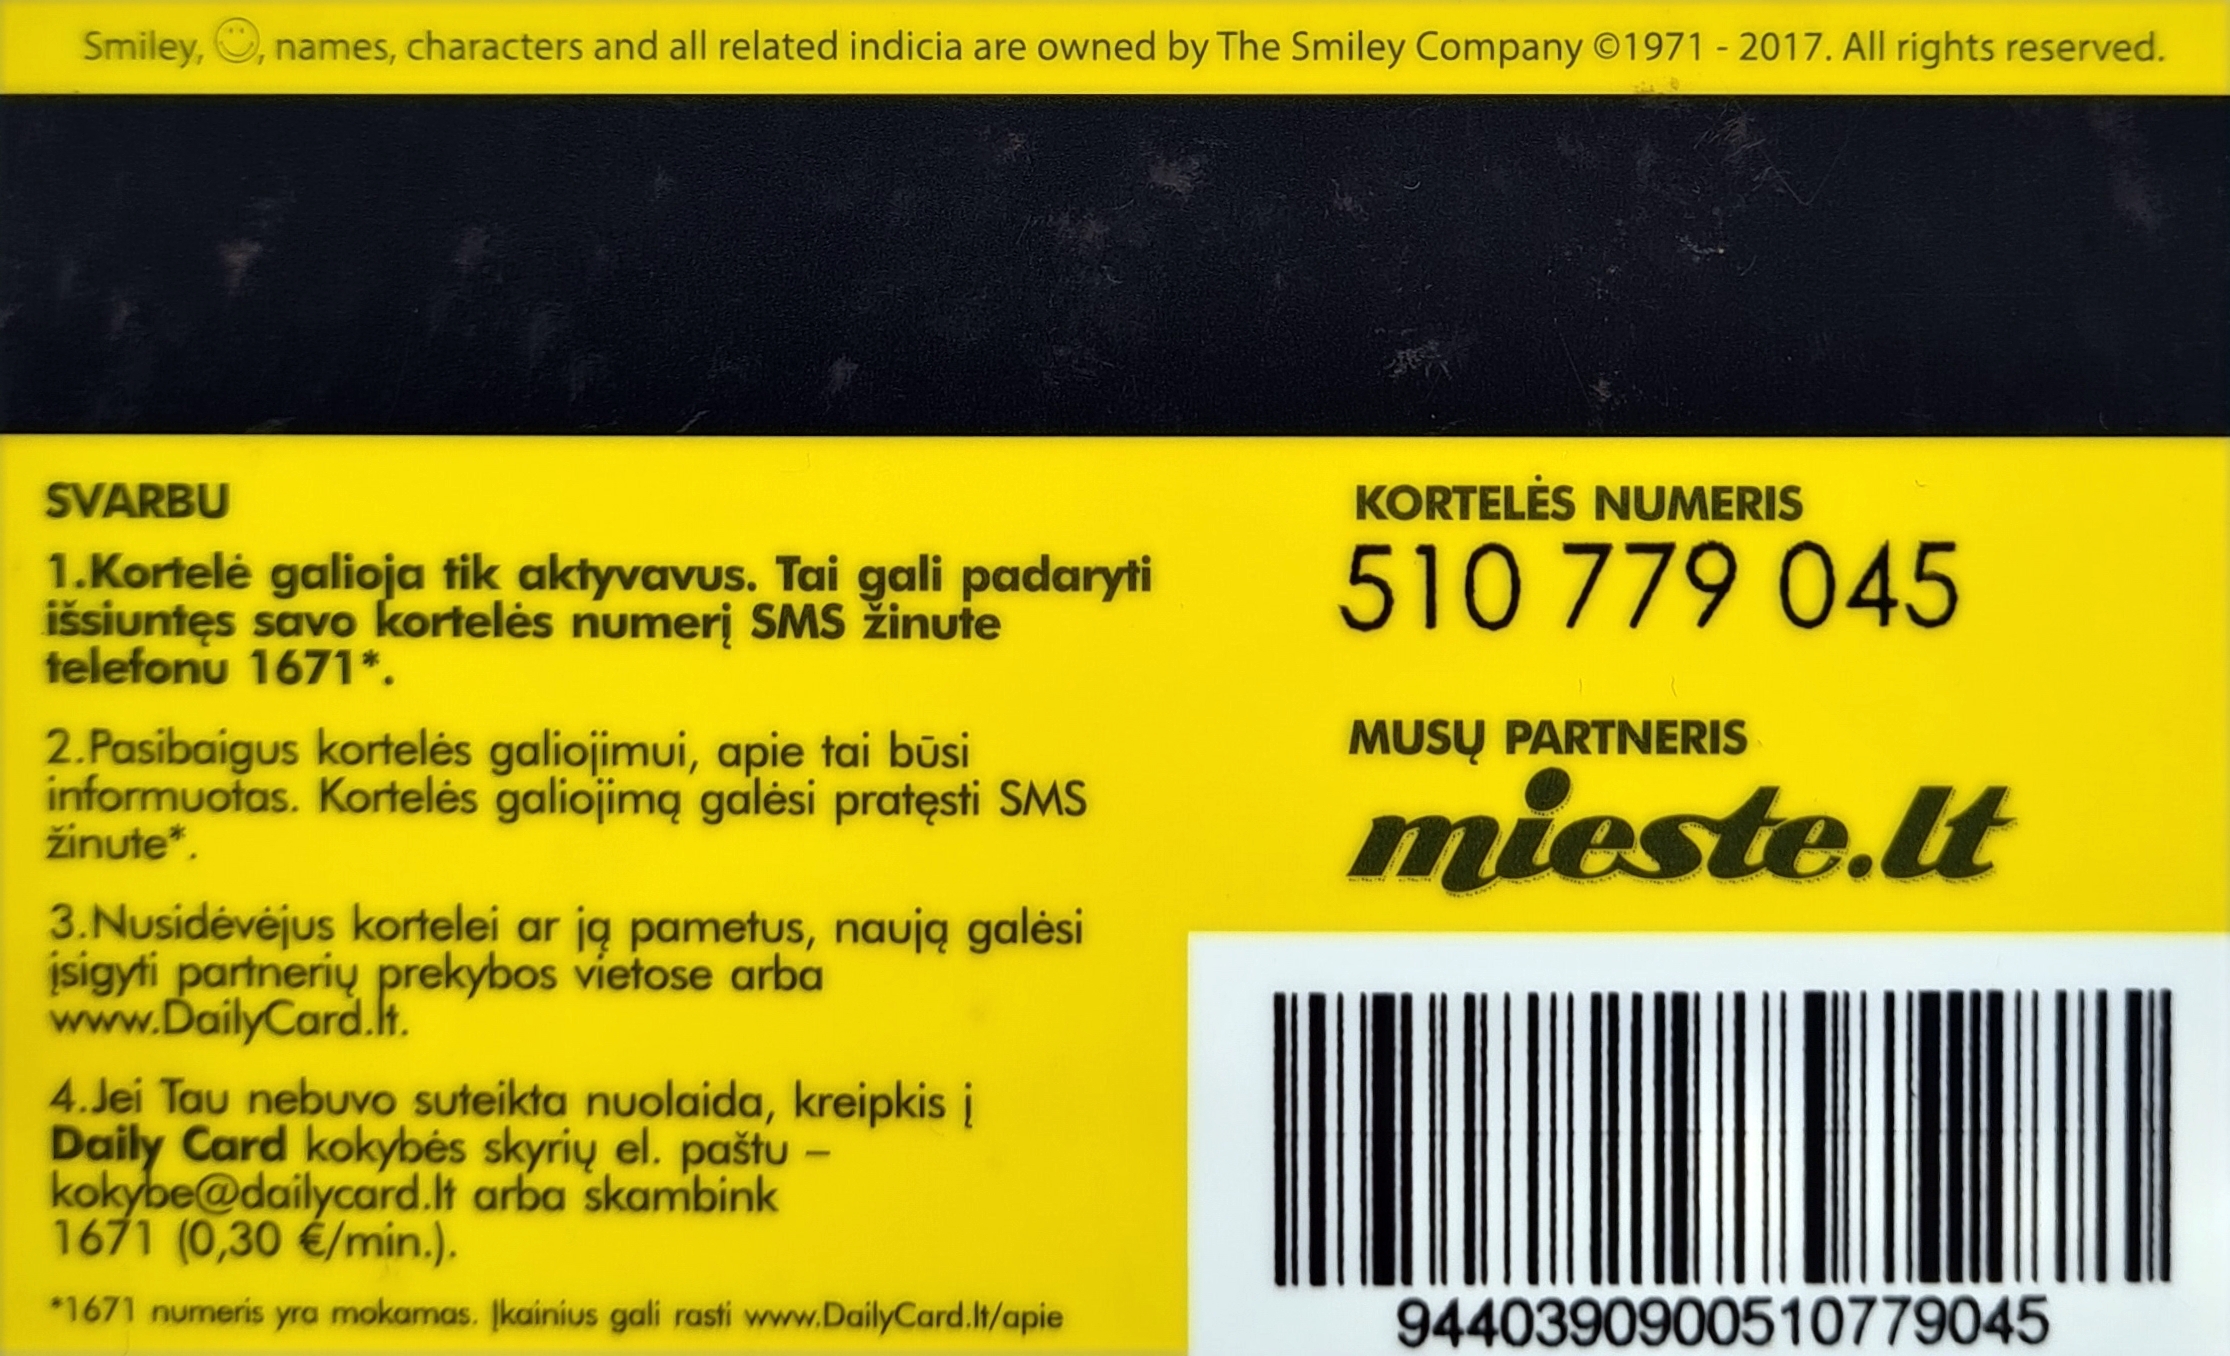 Smiley, , names, characters and all related indicia are owned by The Smiley Company ©1971 - 2017. All rights reserved.
SVARBU
1.Kortelė galioja tik aktyvavus. Tai gali padaryti
išsiuntęs savo kortelės numerį SMS žinute
telefonu 1671*.
2.Pasibaigus kortelės galiojimui, apie tai būsi
informuotas. Kortelės galiojimą galėsi pratęsti SMS
žinute*.
3.Nusidėvėjus kortelei ar ją pametus, naują galėsi
įsigyti partnerių prekybos vietose arba
www.DailyCard.lt.
4.Jei Tau nebuvo suteikta nuolaida, kreipkis į
Daily Card kokybės skyrių el. paštu –
kokybe@dailycard.lt arba skambink
1671 (0,30 €/min.).
*1671 numeris yra mokamas. Įkainius gali rasti www.DailyCard.lt/apie
KORTELĖS NUMERIS
510 779 045
MUSŲ PARTNERIS
mieste.lt
9440390900510779045